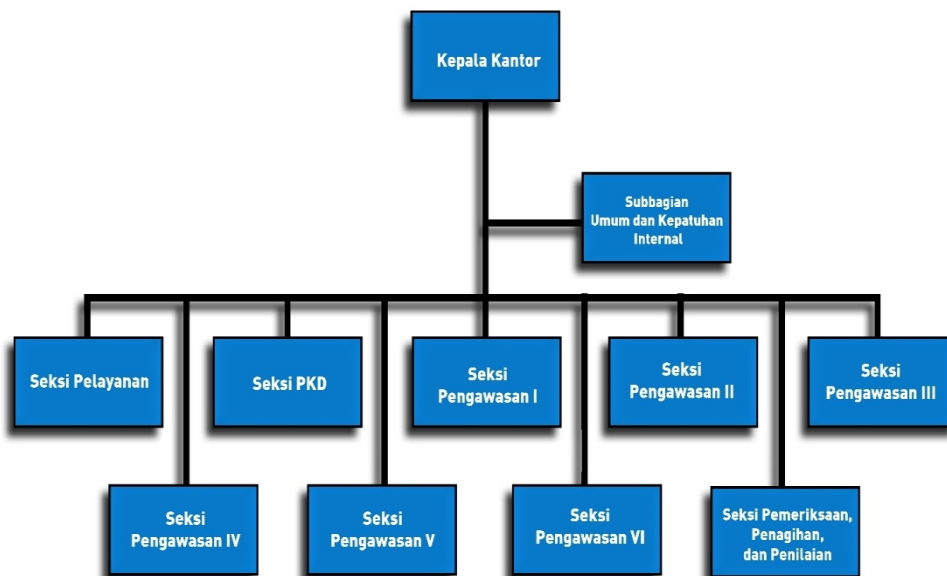 Kepala Kantor
Subbagian
Umum dan Kepatuhan
Internal
Seksi Pelayanan
Seksi PKD
Seksi
Pengawasan I
Seksi
Pengawasan II
Seksi
Pengawasan III
Seksi
Pengawasan IV
Seksi
Pengawasan V
Seksi
Pengawasan VI
Seksi Pemeriksaan,
Penagihan,
dan Penilaian